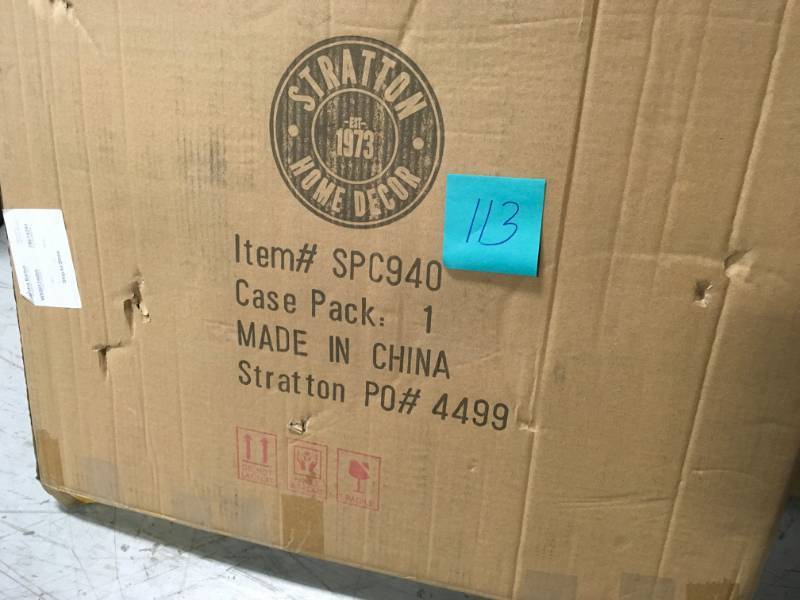 STRATTON
-EST-
1973
HOME DECOR
113
Item# SPC940
Case Pack: 1
MADE IN CHINA
Stratton PO# 4499